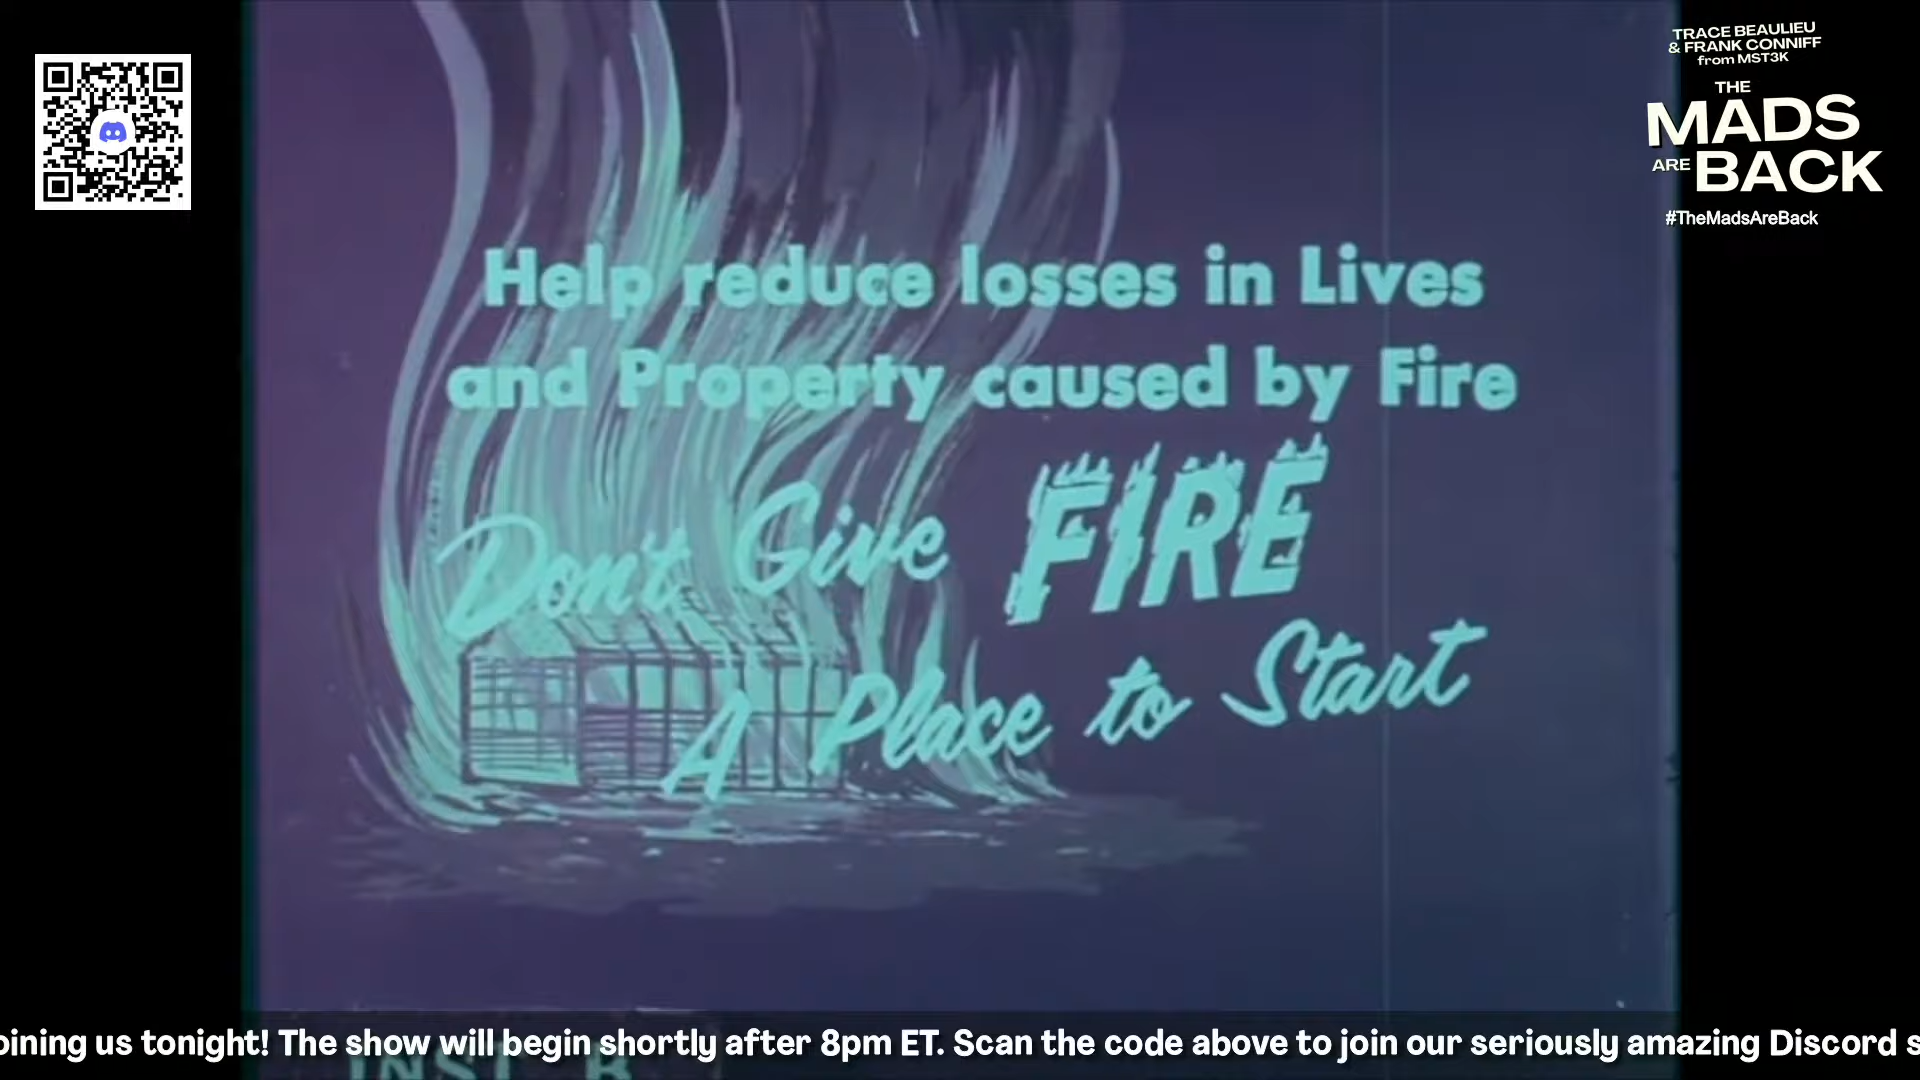 TRACE BEAULIEU
& FRANK CONNIFF
from MST3K
THE
MADS
ARE BACK
#TheMadsAreBack
Help reduce losses in Lives
and Property caused by Fire
Don't Give FIRE
A Place to Start
oining us tonight! The show will begin shortly after 8pm ET. Scan the code above to join our seriously amazing Discord s